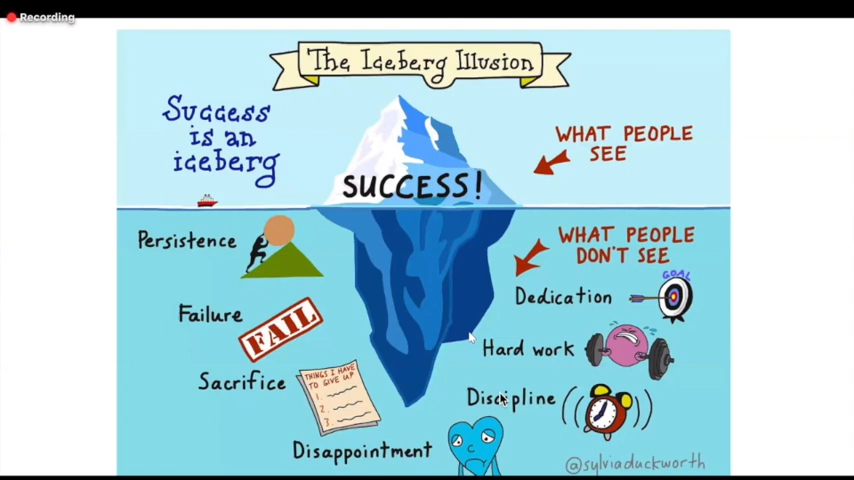 Recording
The Iceberg Illusion
Success
is an
iceberg
WHAT PEOPLE
SEE
SUCCESS!
Persistence
WHAT PEOPLE
DON'T SEE
GOAL
Dedication
Failure
FAIL
Hard work
Sacrifice
THINGS I HAVE
TO GIVE UP
1.
2.
3.
Discipline
Disappointment
@sylviaduckworth